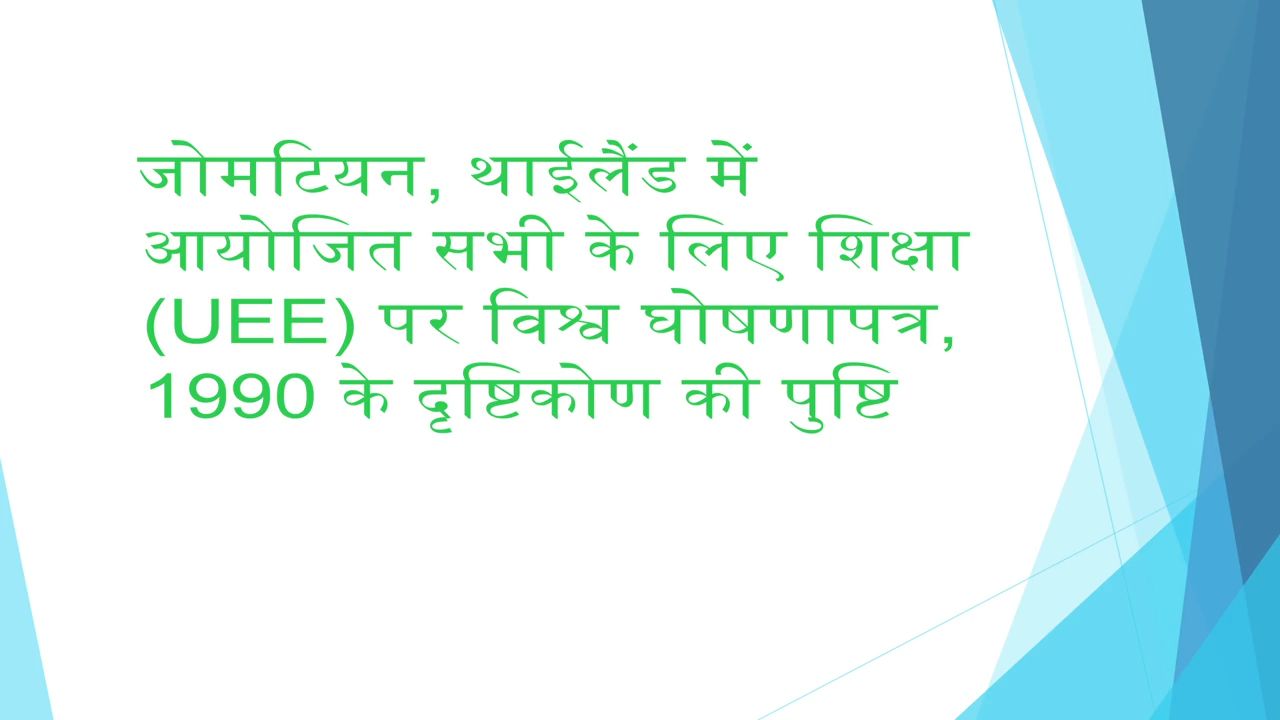 जोमटियन, थाईलैंड में
आयोजित सभी के लिए शिक्षा
(UEE) पर विश्व घोषणापत्र,
1990 के दृष्टिकोण की पुष्टि